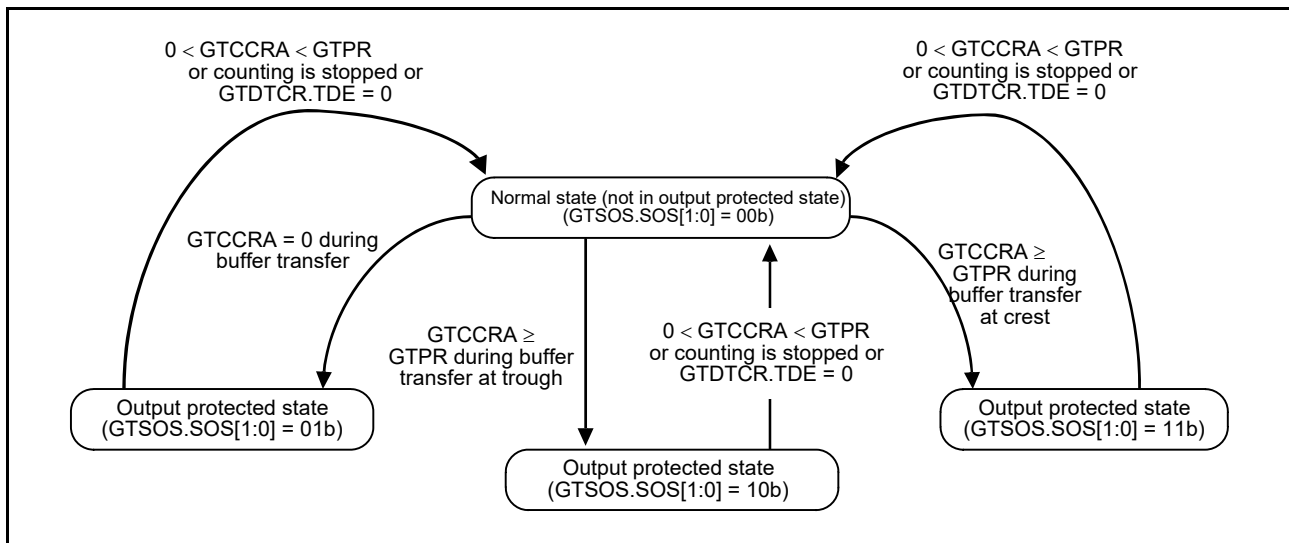 0 < GTCCRA < GTPR
or counting is stopped or
GTDTCR.TDE = 0
0 < GTCCRA < GTPR
or counting is stopped or
GTDTCR.TDE = 0
Normal state (not in output protected state)
(GTSOS.SOS[1:0] = 00b)
GTCCRA = 0 during
buffer transfer
GTCCRA ≥
GTPR during buffer
transfer at trough
0 < GTCCRA < GTPR
or counting is stopped or
GTDTCR.TDE = 0
GTCCRA ≥
GTPR during
buffer transfer
at crest
Output protected state
(GTSOS.SOS[1:0] = 01b)
Output protected state
(GTSOS.SOS[1:0] = 10b)
Output protected state
(GTSOS.SOS[1:0] = 11b)